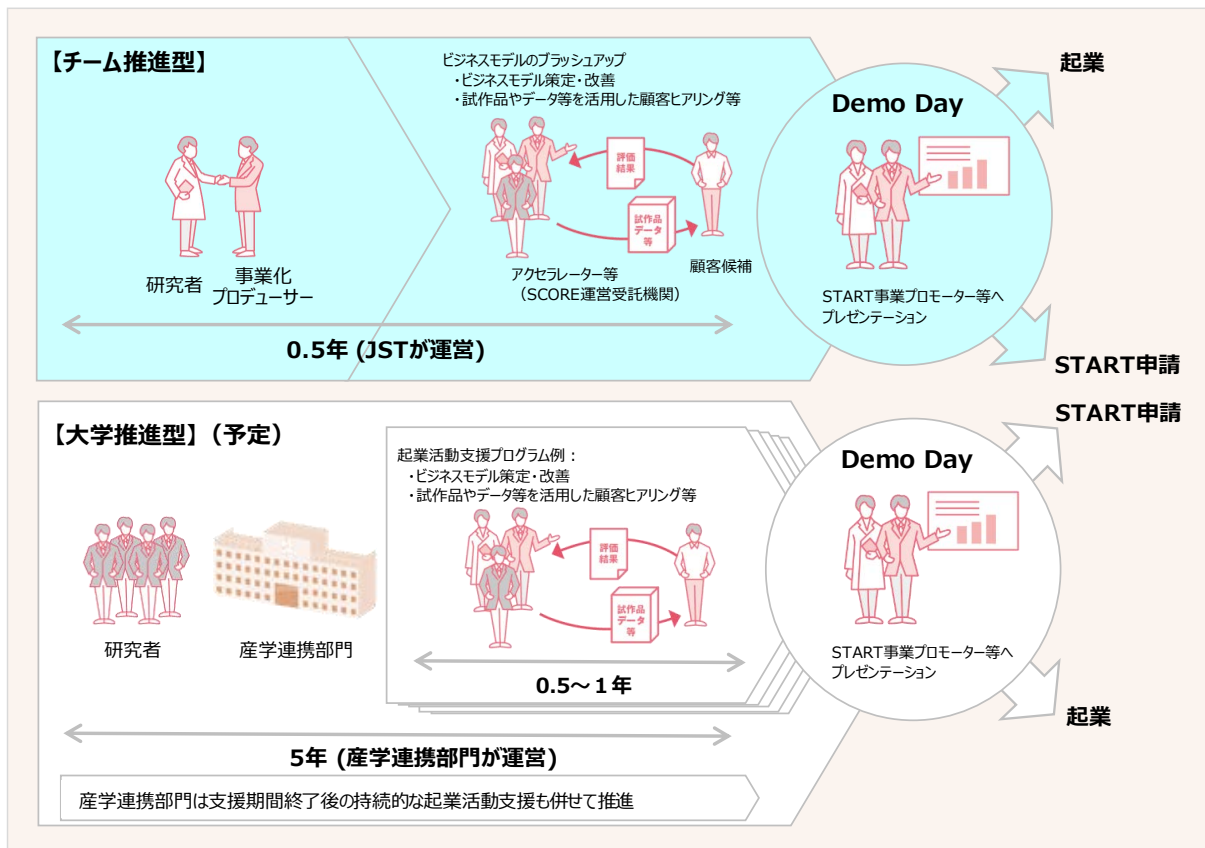 【チーム推進型】
ビジネスモデルのブラッシュアップ
・ビジネスモデル策定・改善
・試作品やデータ等を活用した顧客ヒアリング等
評価
結果
試作品
データ
等
研究者
事業化
プロデューサー
アクセラレーター等
（SCORE運営受託機関）
顧客候補
0.5年 (JSTが運営)
Demo Day
START事業プロモーター等へ
プレゼンテーション
起業
START申請
【大学推進型】（予定）
起業活動支援プログラム例：
・ビジネスモデル策定・改善
・試作品やデータ等を活用した顧客ヒアリング等
評価
結果
試作品
データ
等
研究者
産学連携部門
0.5～１年
5年 (産学連携部門が運営)
産学連携部門は支援期間終了後の持続的な起業活動支援も併せて推進
Demo Day
START事業プロモーター等へ
プレゼンテーション
START申請
起業